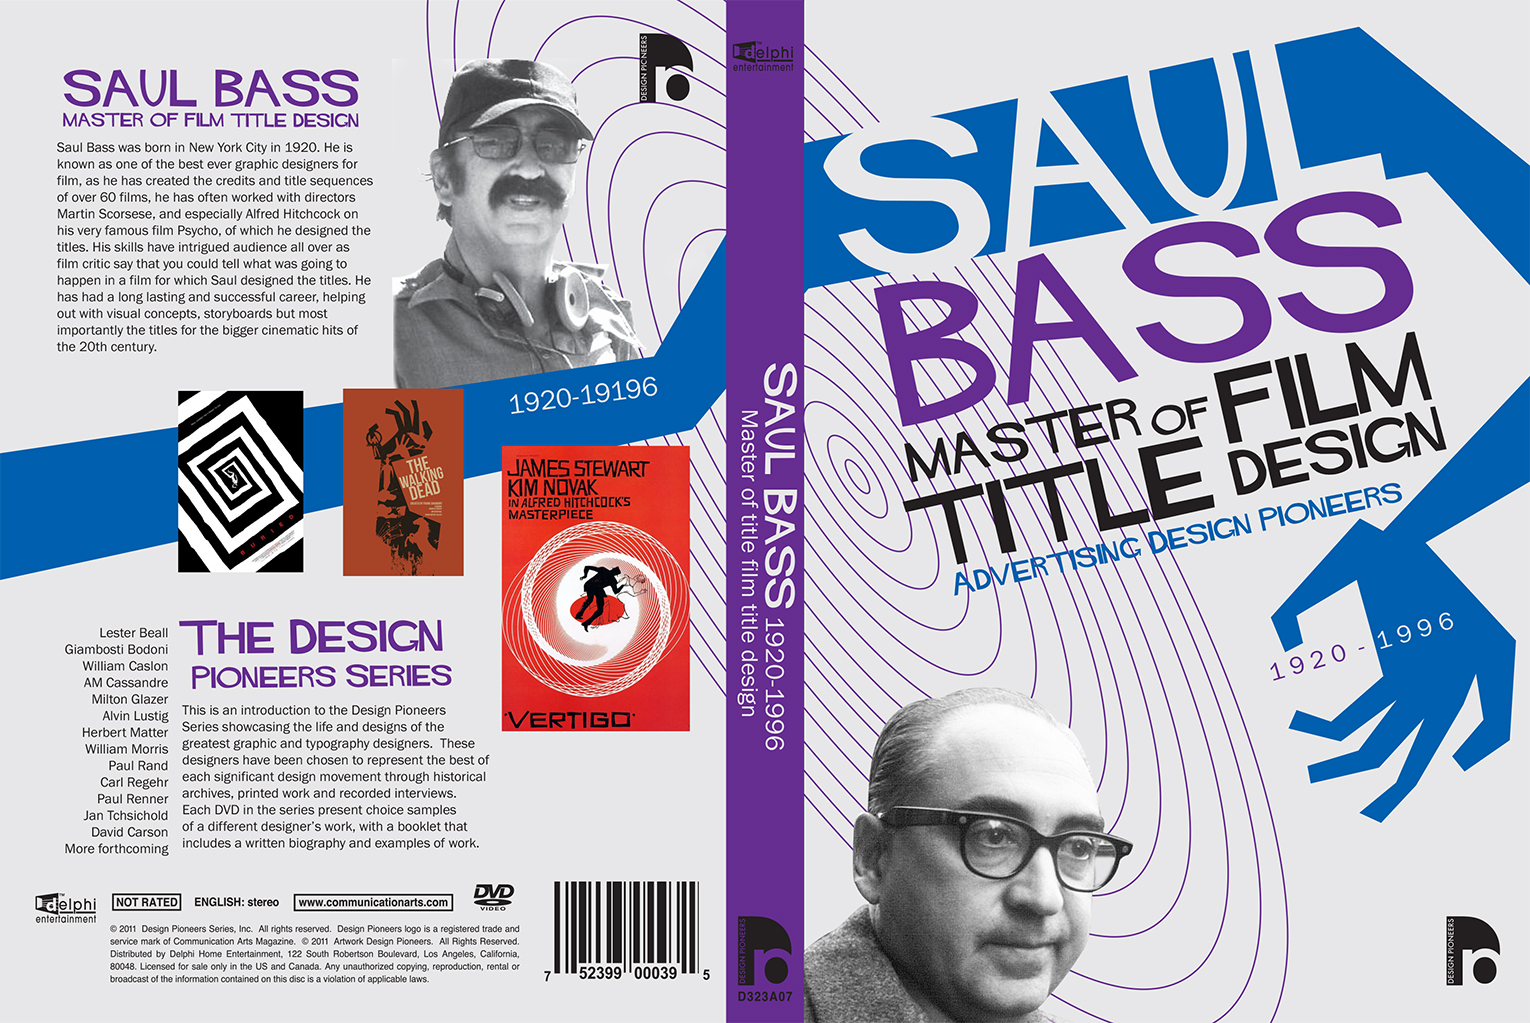 SAUL BASS
MASTER OF FILM TITLE DESIGN
Saul Bass was born in New York City in 1920. He is
known as one of the best ever graphic designers for
film, as he has created the credits and title sequences
of over 60 films, he has often worked with directors
Martin Scorsese, and especially Alfred Hitchcock on
his very famous film Psycho, of which he designed the
titles. His skills have intrigued audience all over as
film critic say that you could tell what was going to
happen in a film for which Saul designed the titles. He
has had a long lasting and successful career, helping
out with visual concepts, storyboards but most
importantly the titles for the bigger cinematic hits of
the 20th century.
DESIGN PIONEERS
1920-19196
BURIED
THE
WALKING
DEAD
JAMES STEWART
KIM NOVAK
IN ALFRED HITCHCOCK'S
MASTERPIECE
'VERTIGO'
Lester Beall
Giambosti Bodoni
William Caslon
AM Cassandre
Milton Glazer
Alvin Lustig
Herbert Matter
William Morris
Paul Rand
Carl Regehr
Paul Renner
Jan Tchsichold
David Carson
More forthcoming
THE DESIGN
PIONEERS SERIES
This is an introduction to the Design Pioneers
Series showcasing the life and designs of the
greatest graphic and typography designers.  These
designers have been chosen to represent the best of
each significant design movement through historical
archives, printed work and recorded interviews.
Each DVD in the series present choice samples
of a different designer's work, with a booklet that
includes a written biography and examples of work.
delphi™
entertainment
NOT RATED
ENGLISH: stereo
www.communicationarts.com
DVD
VIDEO
© 2011  Design Pioneers Series, Inc.  All rights reserved.  Design Pioneers logo is a registered trade and
service mark of Communication Arts Magazine.  © 2011  Artwork Design Pioneers.  All Rights Reserved.
Distributed by Delphi Home Entertainment, 122 South Robertson Boulevard, Los Angeles, California,
80048. Licensed for sale only in the US and Canada. Any unauthorized copying, reproduction, rental or
broadcast of the information contained on this disc is a violation of applicable laws.
7 52399 00039 5
delphi™
entertainment
SAUL BASS 1920-1996
Master of title film title design
DESIGN PIONEERS
D323A07
SAUL
BASS
MASTER OF FILM
TITLE DESIGN
ADVERTISING DESIGN PIONEERS
1920-1996
DESIGN PIONEERS